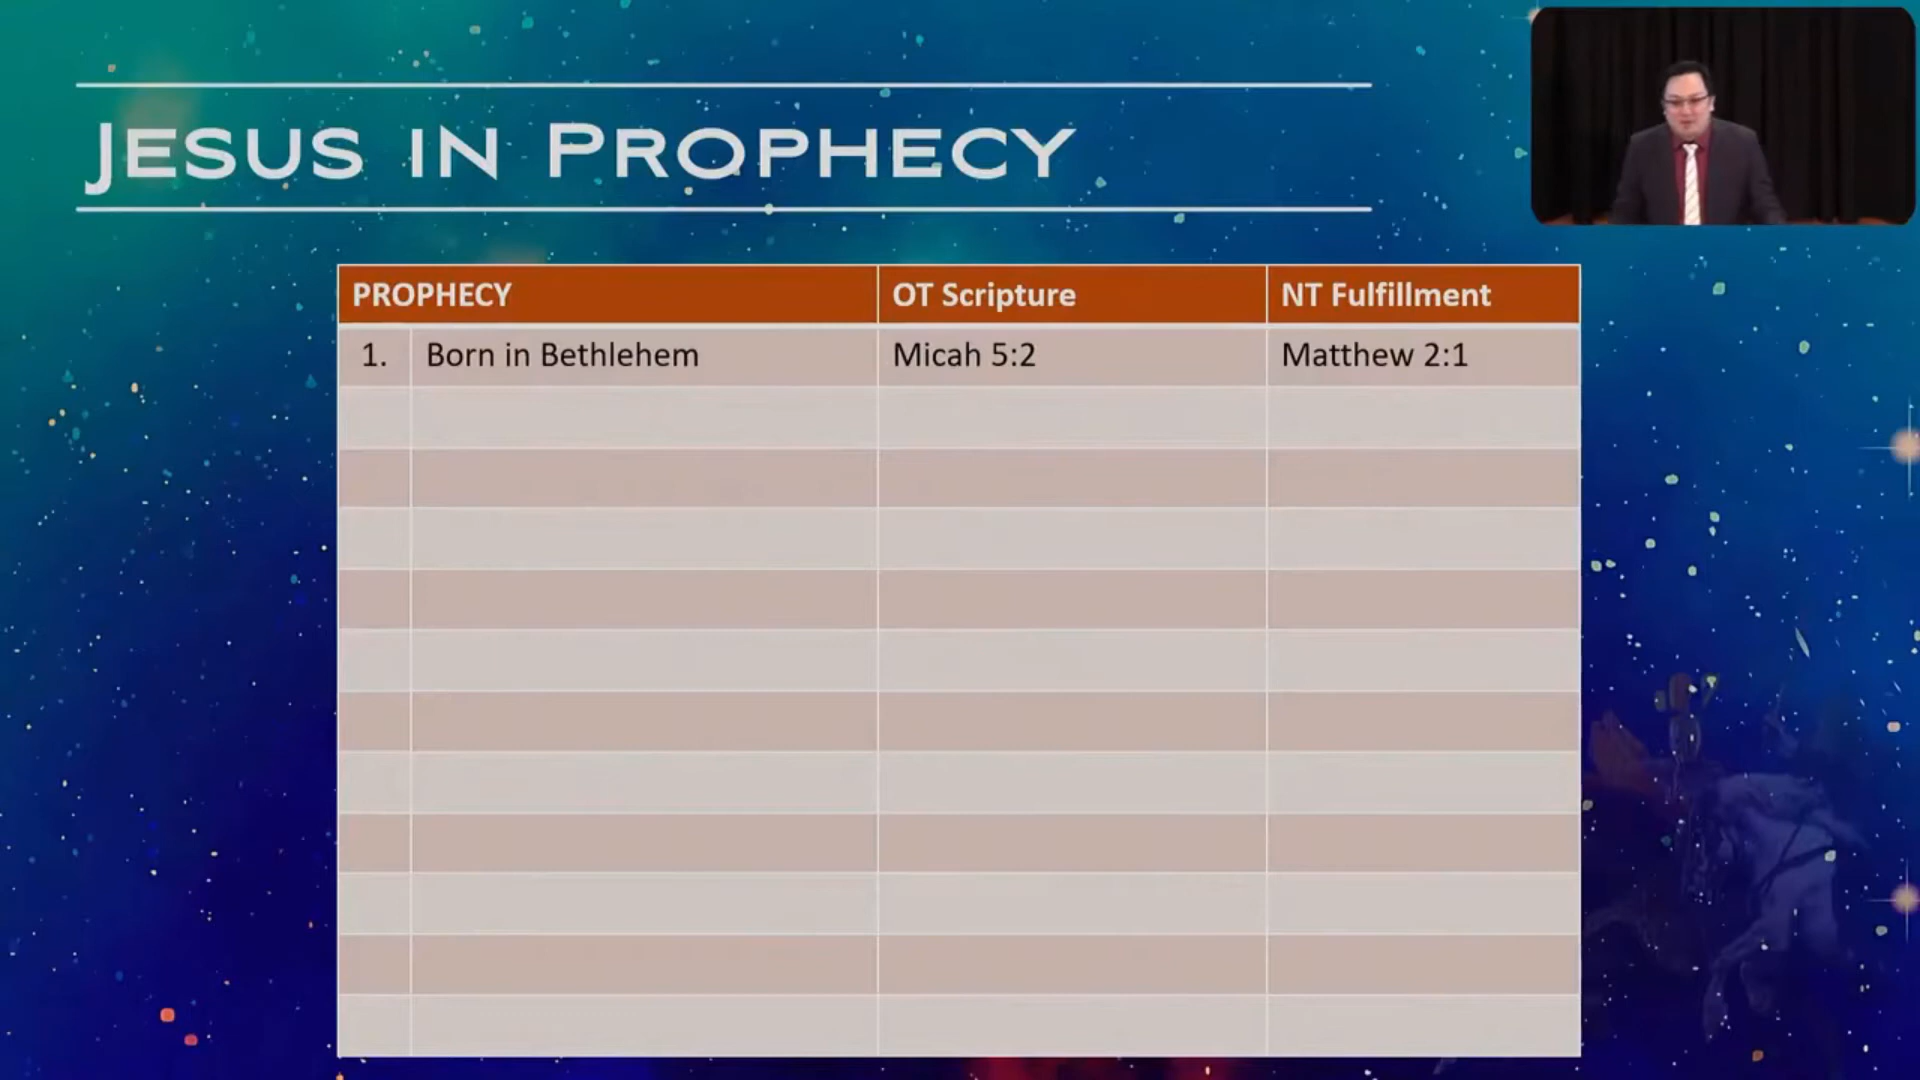 JESUS IN PROPHECY
PROPHECY OT Scripture NT Fulfillment
1. Born in Bethlehem Micah 5:2 Matthew 2:1